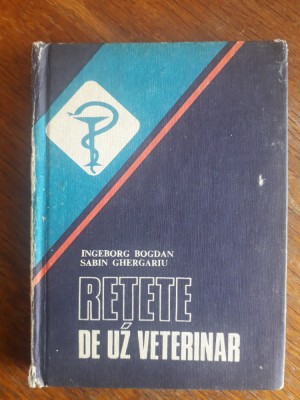 INGEBORG BOGDAN
SABIN GHERGARIU
REȚETE
DE UZ VETERINAR